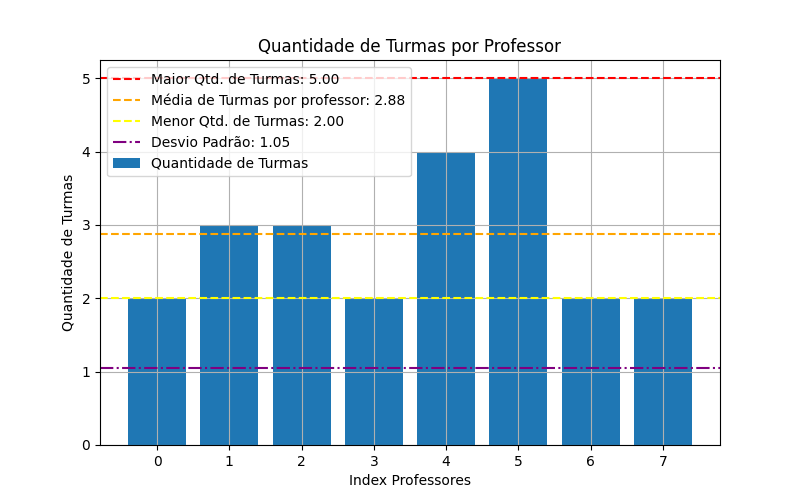 Quantidade de Turmas por Professor
Maior Qtd. de Turmas: 5.00
Média de Turmas por professor: 2.88
Menor Qtd. de Turmas: 2.00
Desvio Padrão: 1.05
Quantidade de Turmas
Quantidade de Turmas
5
4
3
2
1
0
0 1 2 3 4 5 6 7
Index Professores